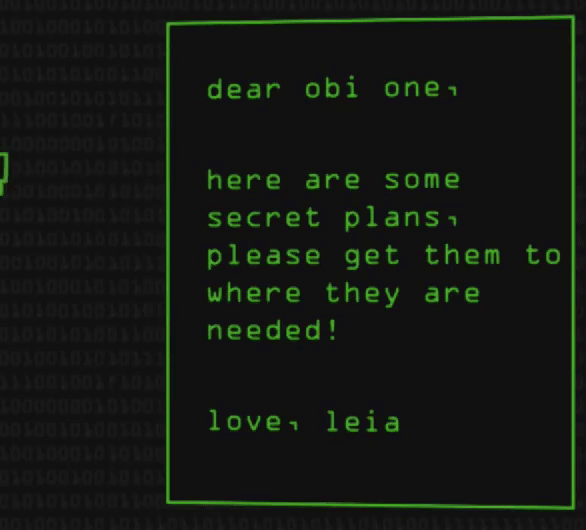 dear obi one,
here are some
secret plans,
please get them to
where they are
needed!
love, leia